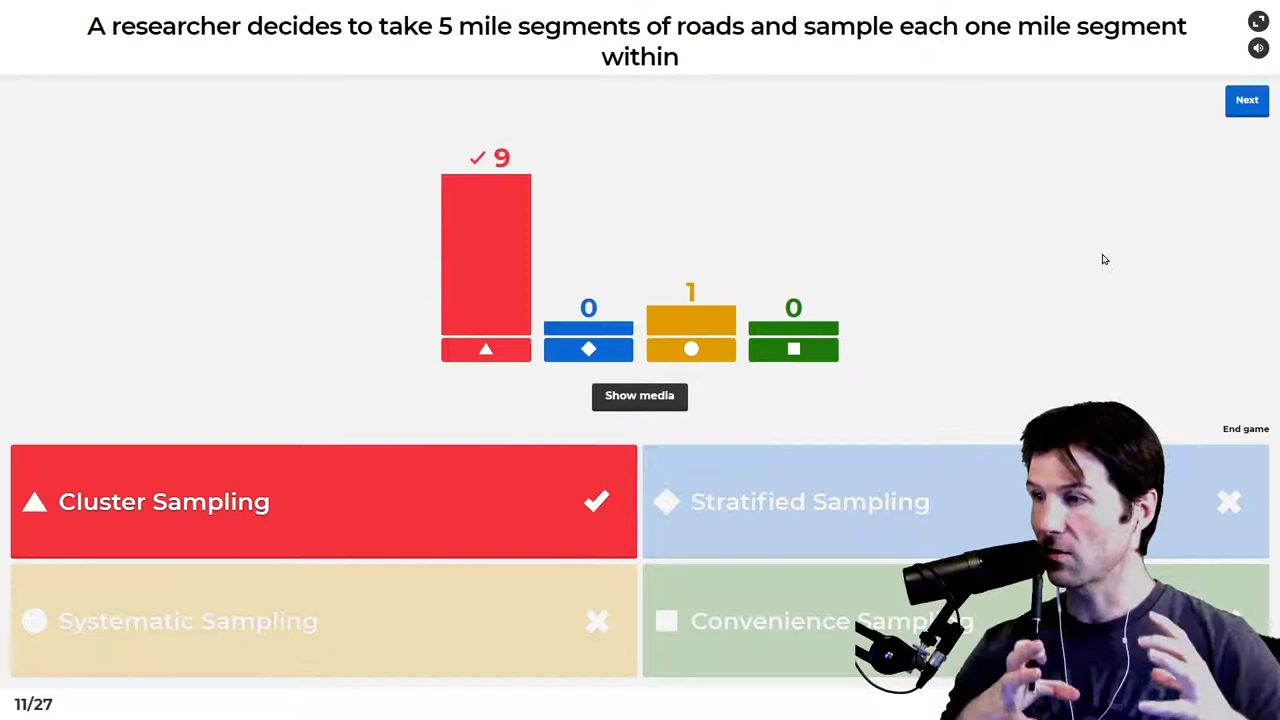 A researcher decides to take 5 mile segments of roads and sample each one mile segment
within
Next
9
0
1
0
Show media
End game
Cluster Sampling
Stratified Sampling
Systematic Sampling
Convenience Sampling
11/27